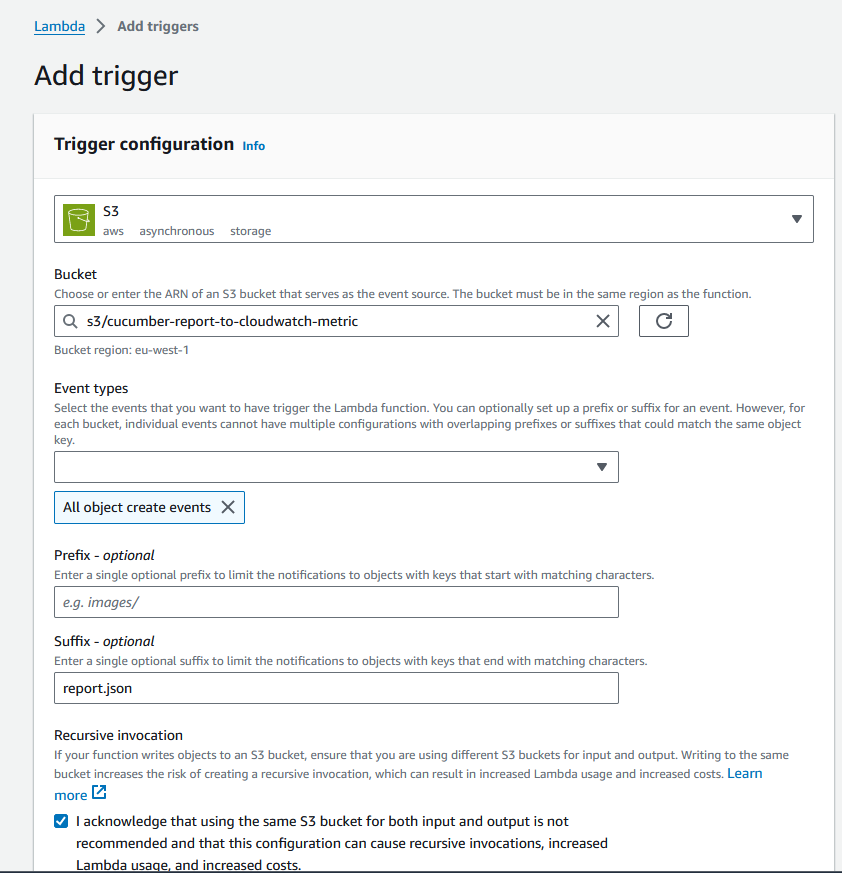 Lambda > Add triggers
Add trigger
Trigger configuration Info
S3
aws asynchronous storage
Bucket
Choose or enter the ARN of an S3 bucket that serves as the event source. The bucket must be in the same region as the function.
s3/cucumber-report-to-cloudwatch-metric
Bucket region: eu-west-1
Event types
Select the events that you want to have trigger the Lambda function. You can optionally set up a prefix or suffix for an event. However, for
each bucket, individual events cannot have multiple configurations with overlapping prefixes or suffixes that could match the same object
key.
All object create events
Prefix - optional
Enter a single optional prefix to limit the notifications to objects with keys that start with matching characters.
e.g. images/
Suffix - optional
Enter a single optional suffix to limit the notifications to objects with keys that end with matching characters.
report.json
Recursive invocation
If your function writes objects to an S3 bucket, ensure that you are using different S3 buckets for input and output. Writing to the same
bucket increases the risk of creating a recursive invocation, which can result in increased Lambda usage and increased costs. Learn
more
I acknowledge that using the same S3 bucket for both input and output is not
recommended and that this configuration can cause recursive invocations, increased
Lambda usage, and increased costs.